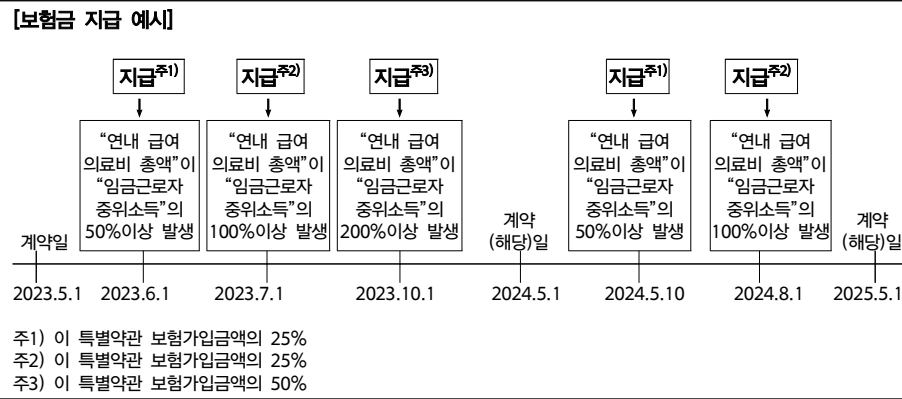 [보험금 지급 예시]
지급주1) 지급주2) 지급주3) 지급주1) 지급주2)
“연내 급여
의료비 총액”이
“임금근로자
중위소득”의
50%이상 발생
“연내 급여
의료비 총액”이
“임금근로자
중위소득”의
100%이상 발생
“연내 급여
의료비 총액”이
“임금근로자
중위소득”의
200%이상 발생
“연내 급여
의료비 총액”이
“임금근로자
중위소득”의
50%이상 발생
“연내 급여
의료비 총액”이
“임금근로자
중위소득”의
100%이상 발생
계약일
계약
(해당)일
계약
(해당)일
2023.5.1 2023.6.1 2023.7.1 2023.10.1 2024.5.1 2024.5.10 2024.8.1 2025.5.1
주1) 이 특별약관 보험가입금액의 25%
주2) 이 특별약관 보험가입금액의 25%
주3) 이 특별약관 보험가입금액의 50%